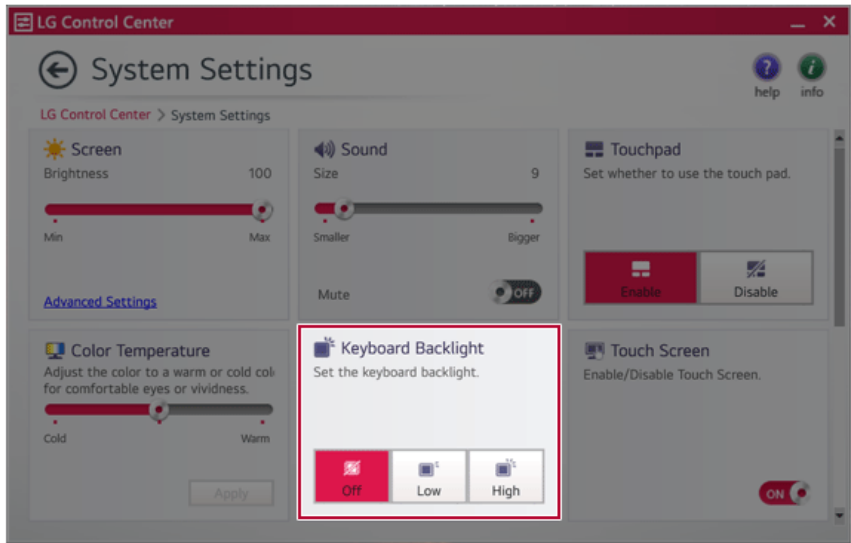 LG Control Center
System Settings
help
info
LG Control Center > System Settings
Screen
Brightness 100
Min Max
Advanced Settings
Sound
Size 9
Smaller Bigger
Mute OFF
Touchpad
Set whether to use the touch pad.
Enable Disable
Color Temperature
Adjust the color to a warm or cold col
for comfortable eyes or vividness.
Cold Warm
Apply
Keyboard Backlight
Set the keyboard backlight.
Off Low High
Touch Screen
Enable/Disable Touch Screen.
ON